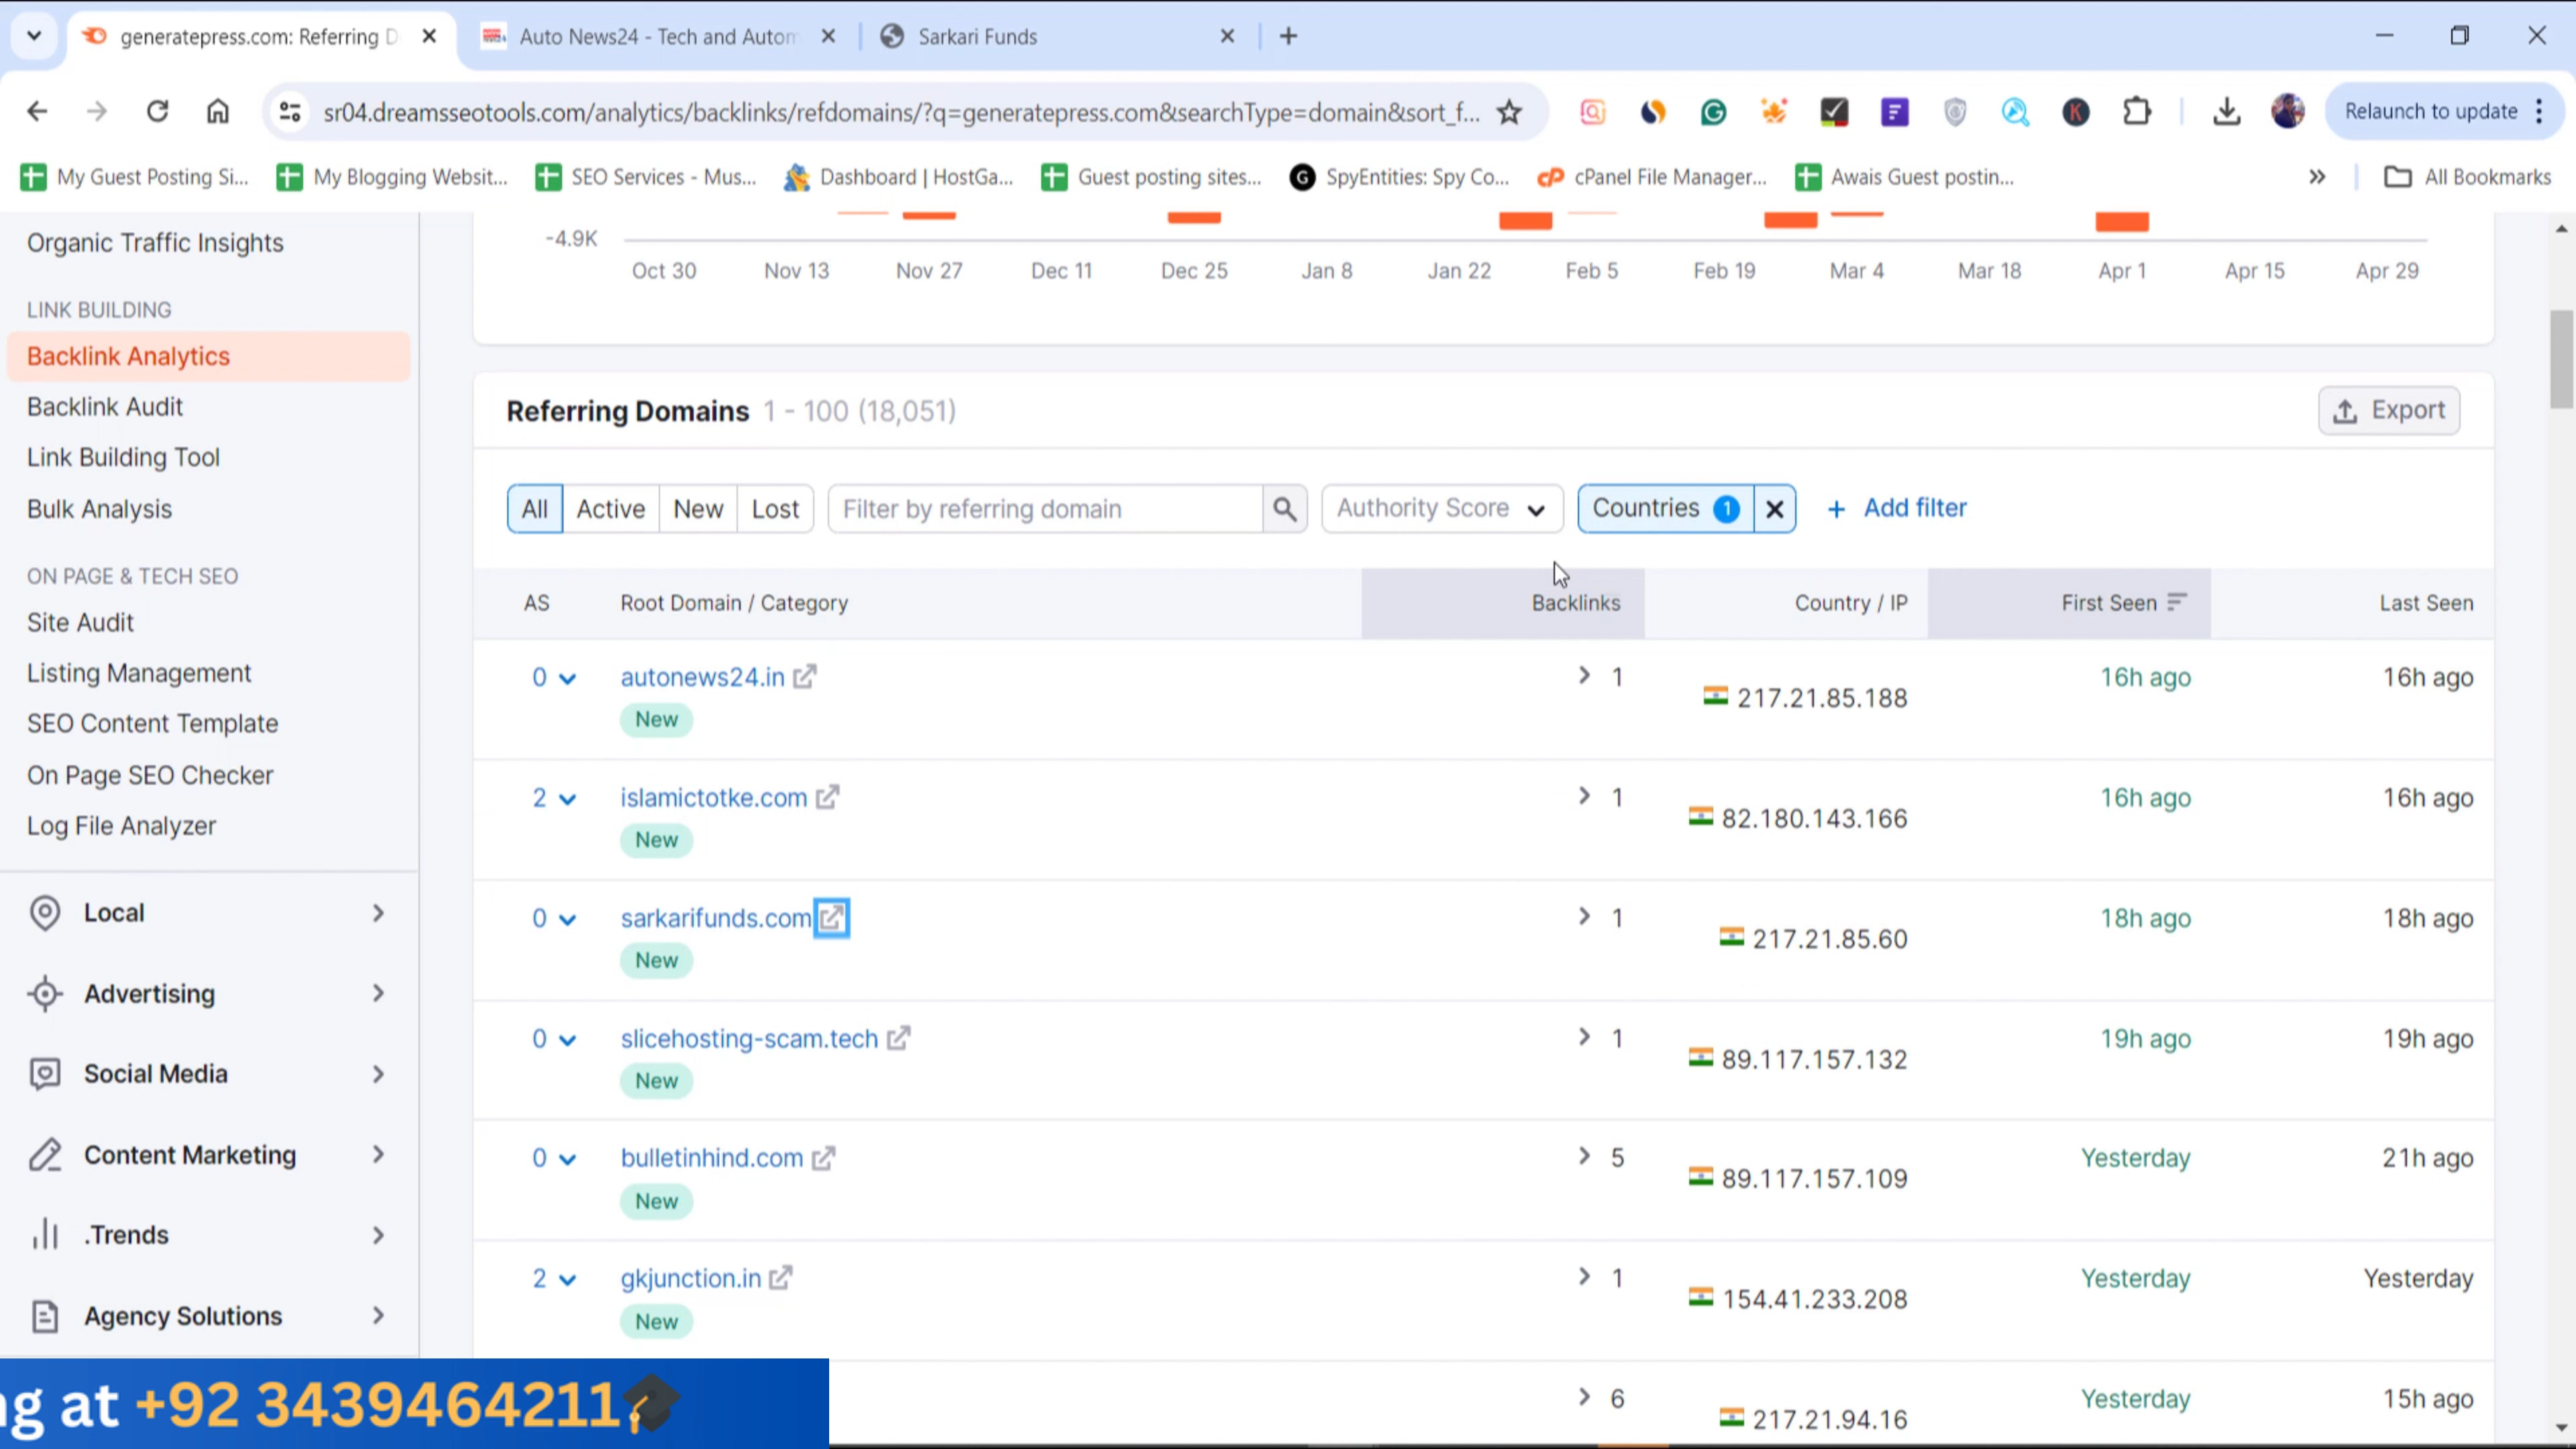 generatepress.com: Referring D
Auto News24 - Tech and Autom
Sarkari Funds
sr04.dreamsseotools.com/analytics/backlinks/refdomains/?q=generatepress.com&searchType=domain&sort_f...
Relaunch to update
My Guest Posting Si...
My Blogging Websit...
SEO Services - Mus...
Dashboard | HostGa...
Guest posting sites...
SpyEntities: Spy Co...
cPanel File Manager...
Awais Guest postin...
All Bookmarks
Organic Traffic Insights
LINK BUILDING
Backlink Analytics
Backlink Audit
Link Building Tool
Bulk Analysis
ON PAGE & TECH SEO
Site Audit
Listing Management
SEO Content Template
On Page SEO Checker
Log File Analyzer
Local
Advertising
Social Media
Content Marketing
.Trends
Agency Solutions
-4.9K
Oct 30 Nov 13 Nov 27 Dec 11 Dec 25 Jan 8 Jan 22 Feb 5 Feb 19 Mar 4 Mar 18 Apr 1 Apr 15 Apr 29
Referring Domains 1 - 100 (18,051)
Export
All Active New Lost Filter by referring domain Authority Score Countries 1 + Add filter
AS Root Domain / Category Backlinks Country / IP First Seen Last Seen
0 autonews24.in 1 217.21.85.188 16h ago 16h ago
New
2 islamictotke.com 1 82.180.143.166 16h ago 16h ago
New
0 sarkarifunds.com 1 217.21.85.60 18h ago 18h ago
New
0 slicehosting-scam.tech 1 89.117.157.132 19h ago 19h ago
New
0 bulletinhind.com 5 89.117.157.109 Yesterday 21h ago
New
2 gkjunction.in 1 154.41.233.208 Yesterday Yesterday
New
6 217.21.94.16 Yesterday 15h ago
at +92 3439464211